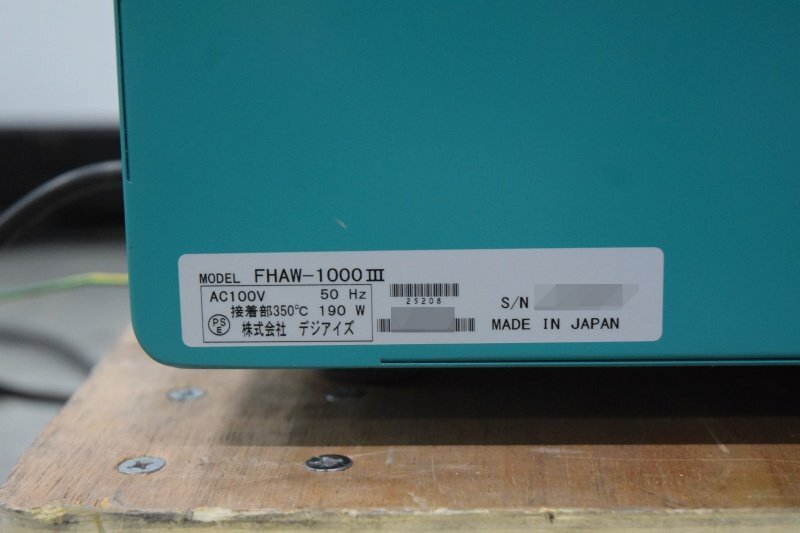 MODEL FHAW-1000Ⅲ
AC100V 50 Hz
接着部350℃ 190 W
PSE 株式会社 デジアイズ
25208
S/N
MADE IN JAPAN